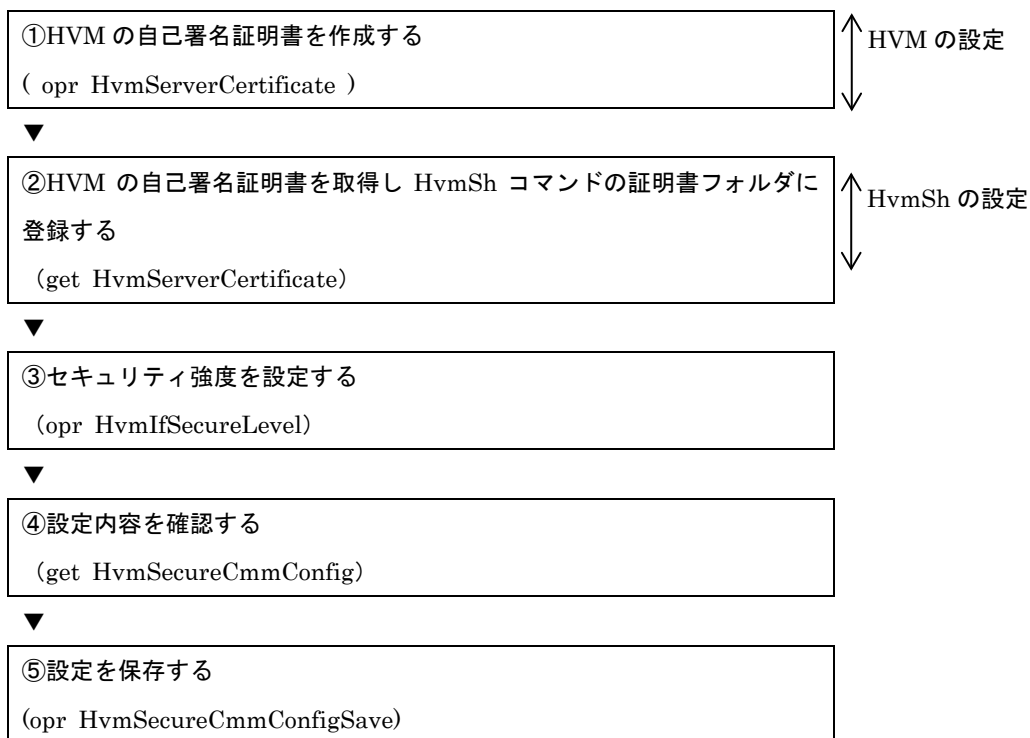 ①HVM の自己署名証明書を作成する
( opr HvmServerCertificate )
HVM の設定
▼
②HVM の自己署名証明書を取得し HvmSh コマンドの証明書フォルダに
登録する
（get HvmServerCertificate）
HvmSh の設定
▼
③セキュリティ強度を設定する
（opr HvmIfSecureLevel）
▼
④設定内容を確認する
（get HvmSecureCmmConfig）
▼
⑤設定を保存する
(opr HvmSecureCmmConfigSave)